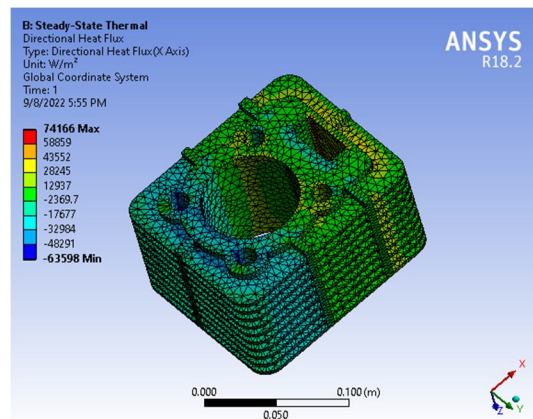 B: Steady-State Thermal
Directional Heat Flux
Type: Directional Heat Flux(X Axis)
Unit: W/m²
Global Coordinate System
Time: 1
9/8/2022 5:55 PM
ANSYS
R18.2
74166 Max
58859
43552
28245
12937
-2369.7
-17677
-32984
-48291
-63598 Min
0.000
0.100 (m)
0.050
X
Y
Z